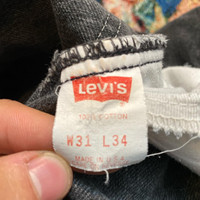 LEVI'S
100% COTTON
W31 L34
MADE IN U.S.A.